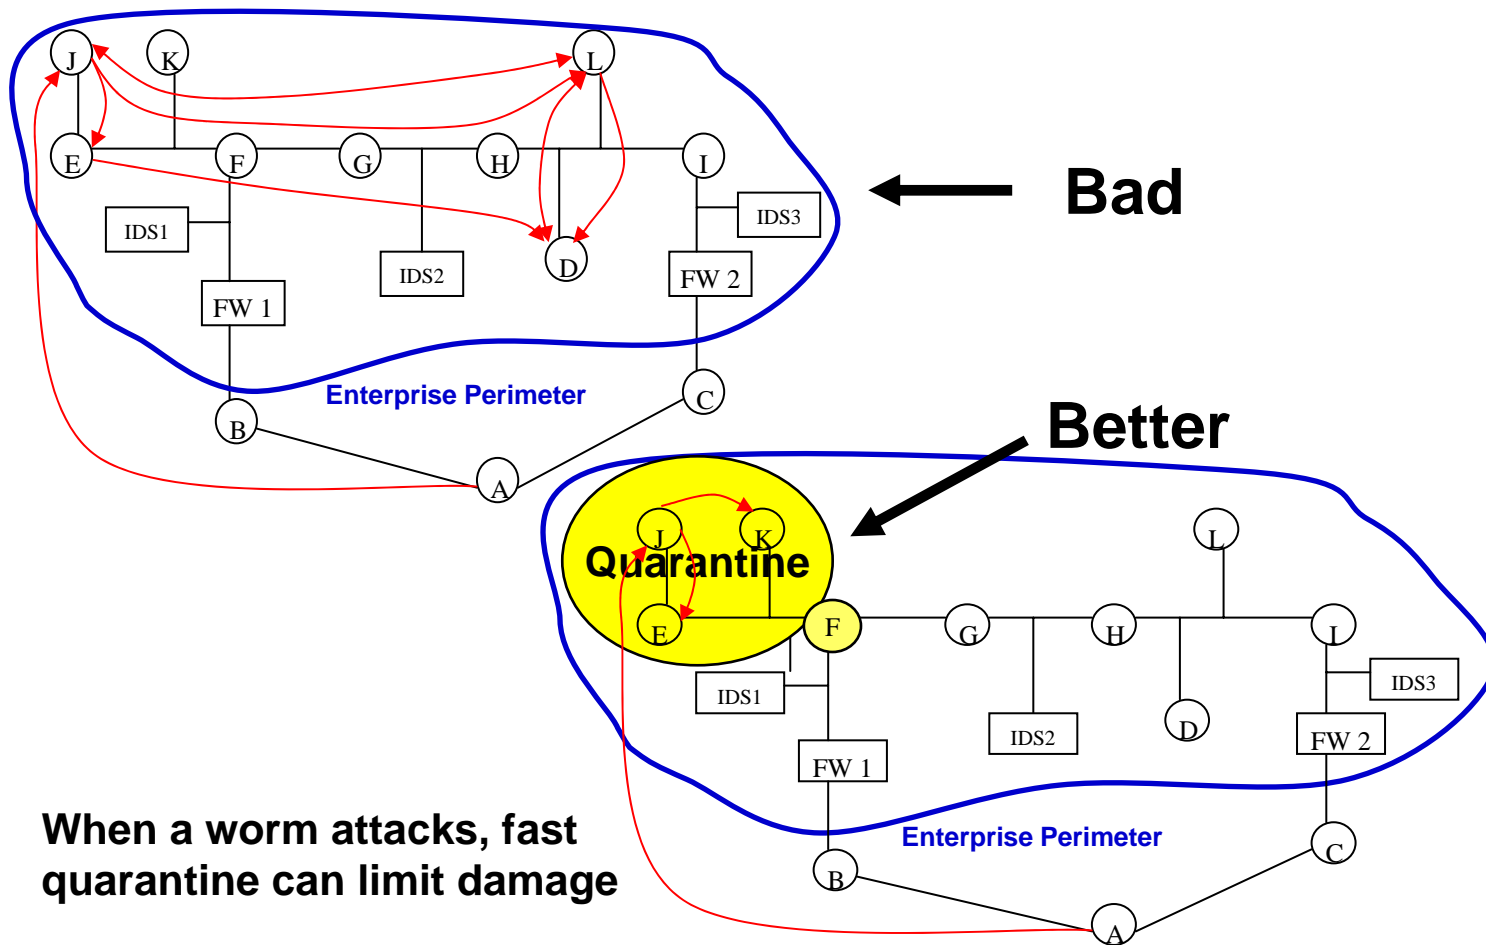 J
K
L
E
F
G
H
I
Bad
IDS1
IDS2
D
IDS3
FW 1
FW 2
Enterprise Perimeter
B
C
A
Better
J
K
L
Quarantine
E
F
G
H
I
IDS1
IDS2
D
IDS3
FW 1
FW 2
When a worm attacks, fast
quarantine can limit damage
Enterprise Perimeter
B
C
A